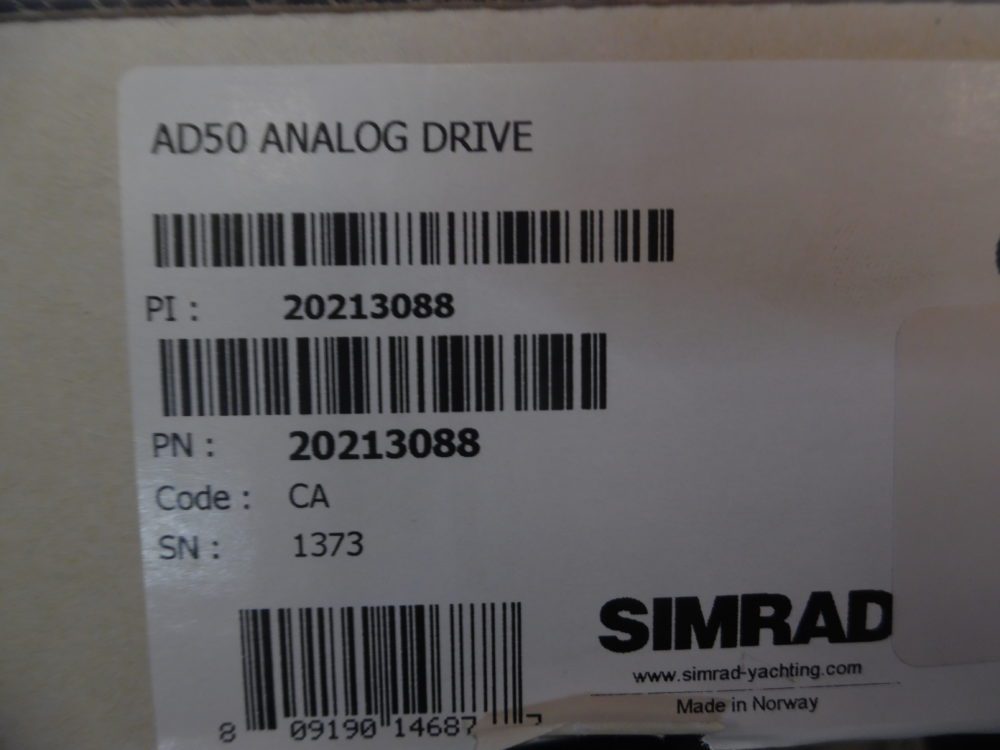 AD50 ANALOG DRIVE
PI : 20213088
PN : 20213088
Code : CA
SN : 1373
SIMRAD
www.simrad-yachting.com
Made in Norway
8 09190 14687 7